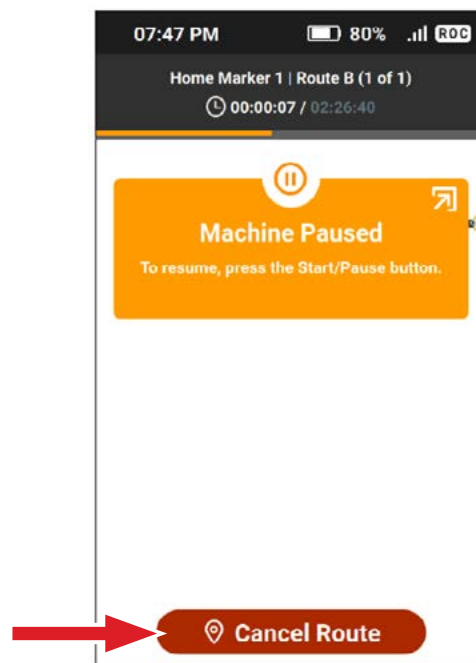 07:47 PM 80% ROC
Home Marker 1 | Route B (1 of 1)
00:00:07 / 02:26:40
Machine Paused
To resume, press the Start/Pause button.
Cancel Route